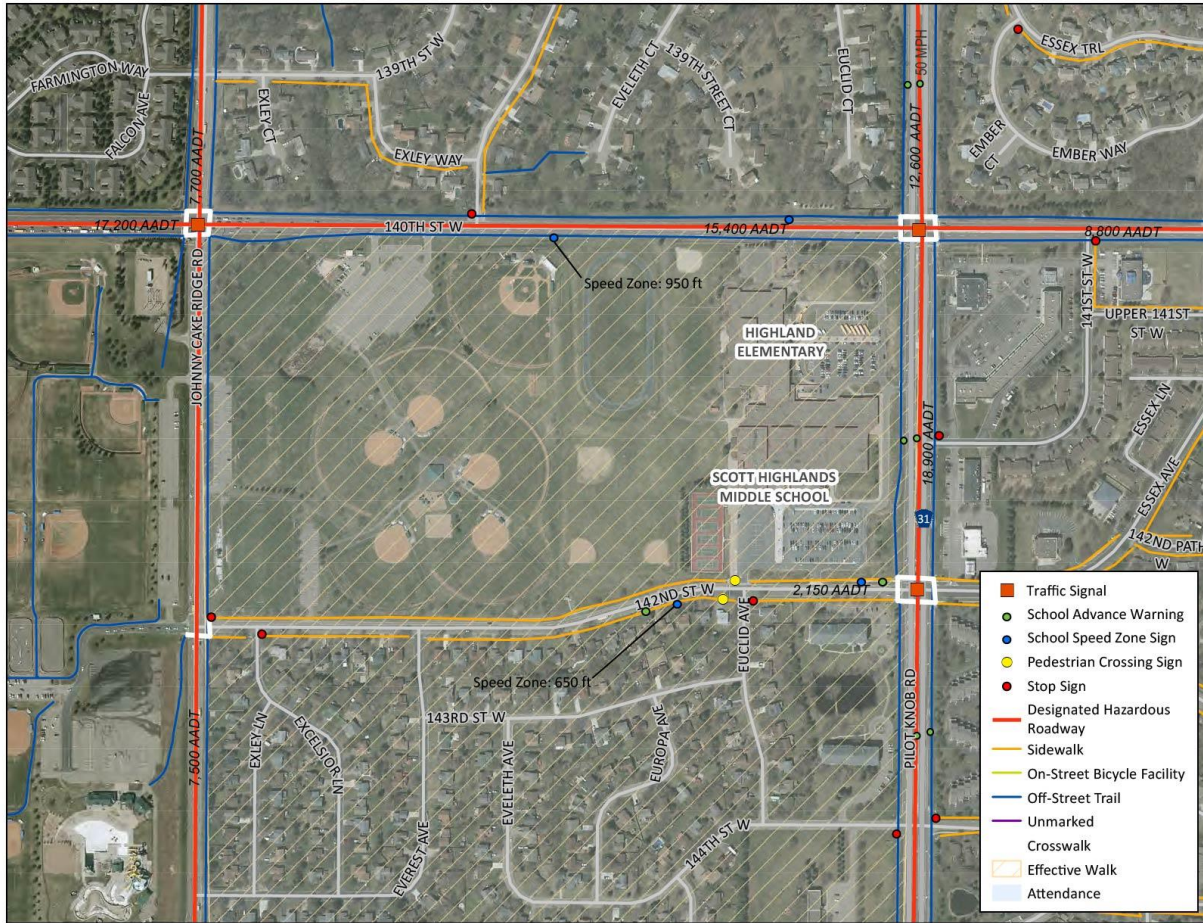 FARMINGTON WAY
FALCON AVE
139TH ST W
EXLEY CT
EXLEY WAY
EVELETH CT
139TH STREET CT
EUCLID CT
50 MPH
ESSEX TRL
EMBER CT
EMBER WAY
7,700 AADT
12,600 AADT
17,200 AADT
140TH ST W
15,400 AADT
8,800 AADT
Speed Zone: 950 ft
JOHNNY CAKE RIDGE RD
HIGHLAND
ELEMENTARY
141ST ST W
UPPER 141ST
ST W
ESSEX LN
ESSEX AVE
18,900 AADT
SCOTT HIGHLANDS
MIDDLE SCHOOL
31
142ND PATH
W
142ND ST W
2,150 AADT
EUCLID AVE
Speed Zone: 650 ft
PILOT KNOB RD
7,500 AADT
EXLEY LN
EXCELSIOR LN
143RD ST W
EVEREST AVE
EVELETH AVE
EUROPA AVE
144TH ST W
Traffic Signal
School Advance Warning
School Speed Zone Sign
Pedestrian Crossing Sign
Stop Sign
Designated Hazardous
Roadway
Sidewalk
On-Street Bicycle Facility
Off-Street Trail
Unmarked
Crosswalk
Effective Walk
Attendance